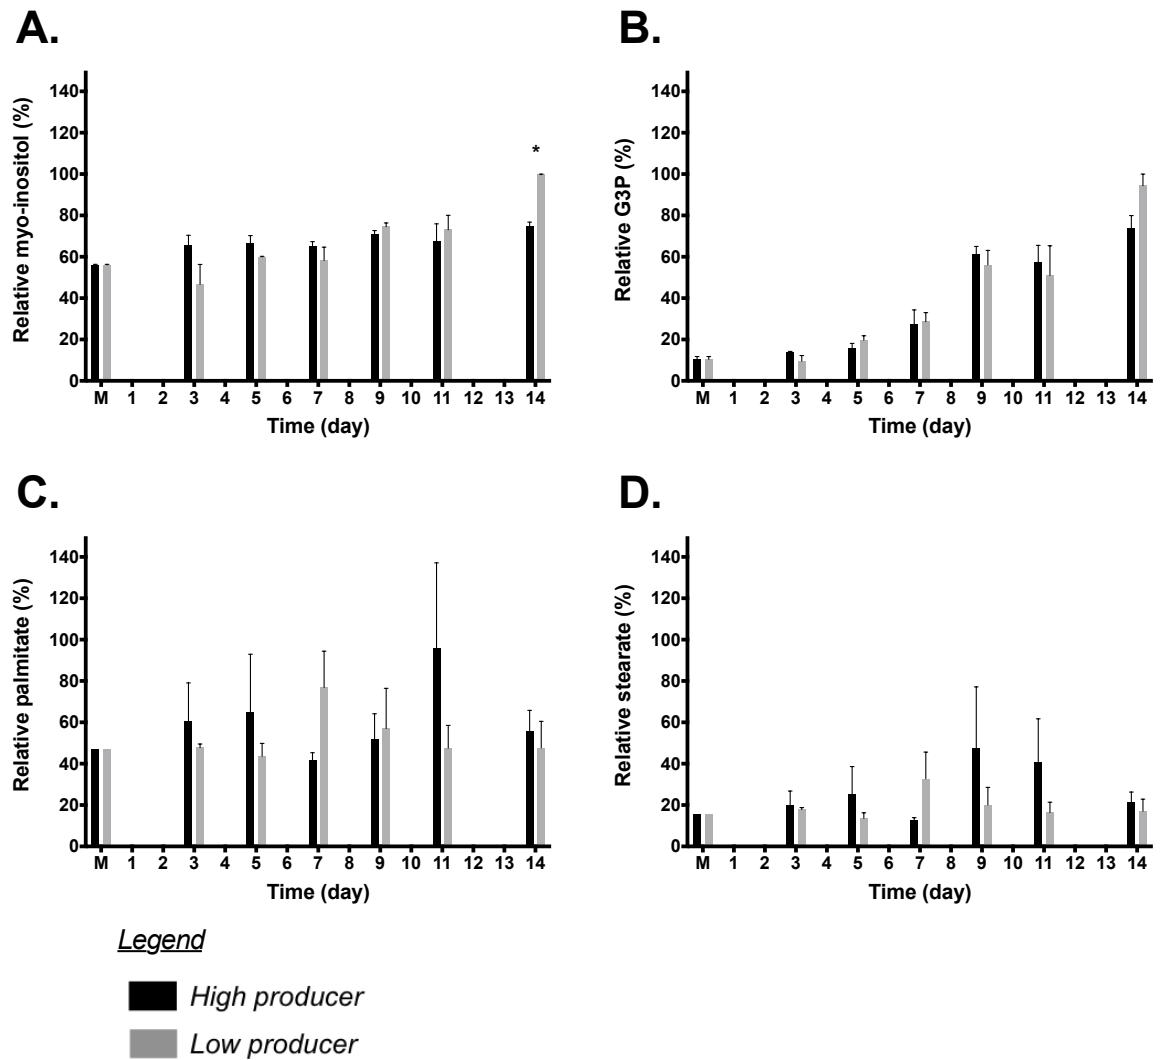 A.
B.
Relative myo-inositol (%)
140
120
100
80
60
40
20
0
*
M 1 2 3 4 5 6 7 8 9 10 11 12 13 14
Time (day)
Relative G3P (%)
140
120
100
80
60
40
20
0
M 1 2 3 4 5 6 7 8 9 10 11 12 13 14
Time (day)
C.
D.
Relative palmitate (%)
140
120
100
80
60
40
20
0
M 1 2 3 4 5 6 7 8 9 10 11 12 13 14
Time (day)
Relative stearate (%)
140
120
100
80
60
40
20
0
M 1 2 3 4 5 6 7 8 9 10 11 12 13 14
Time (day)
Legend
High producer
Low producer